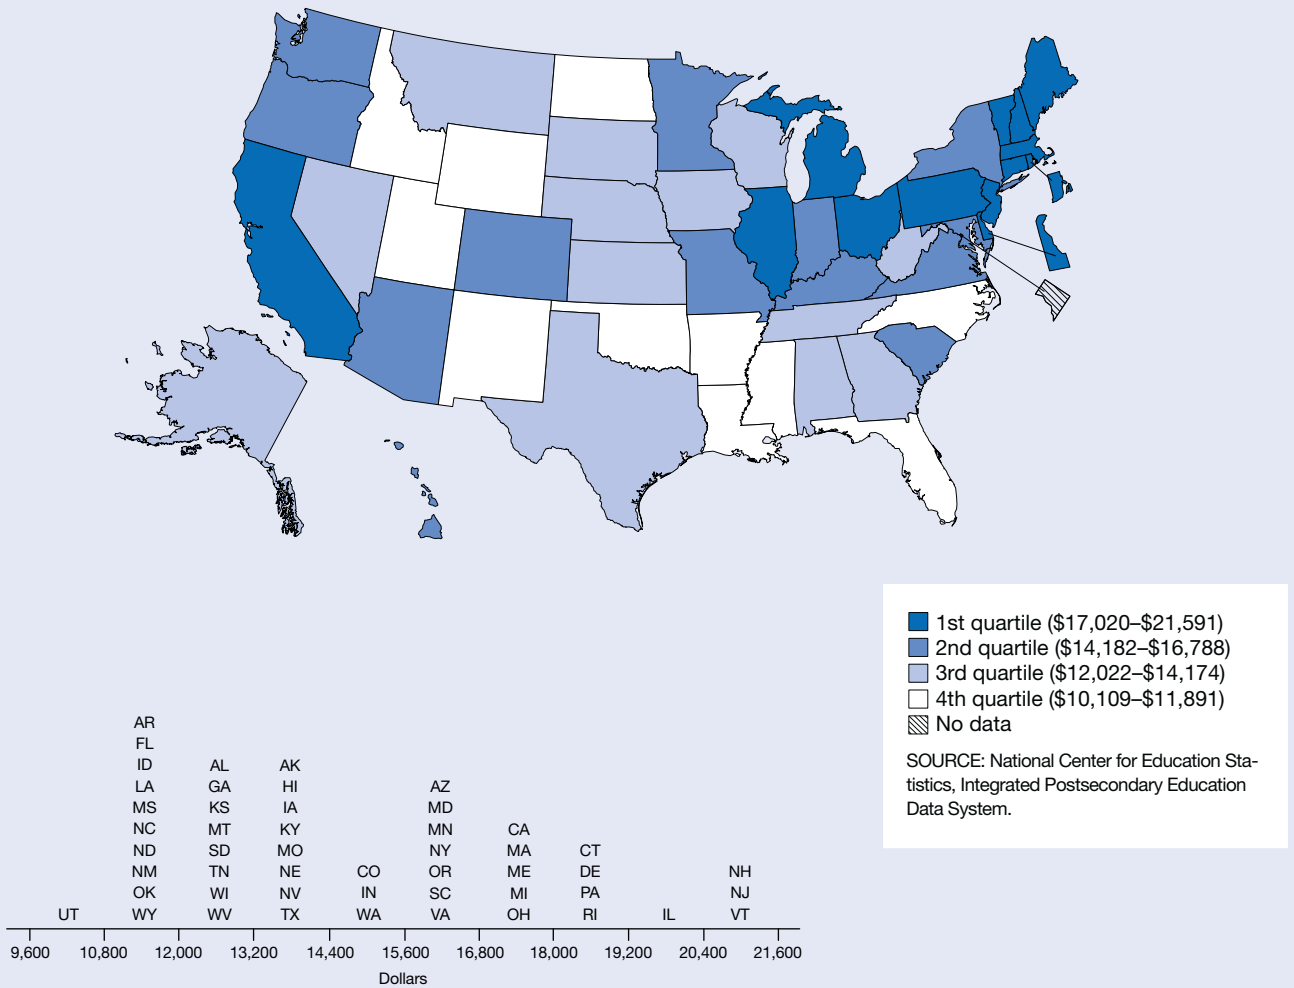 1st quartile ($17,020–$21,591)
2nd quartile ($14,182–$16,788)
3rd quartile ($12,022–$14,174)
4th quartile ($10,109–$11,891)
No data
SOURCE: National Center for Education Sta-
tistics, Integrated Postsecondary Education
Data System.
AR
FL
ID AL AK
LA GA HI AZ
MS KS IA MD
NC MT KY MN CA
ND SD MO NY MA CT
NM TN NE CO OR ME DE NH
OK WI NV IN SC MI PA NJ
UT WY WV TX WA VA OH RI IL VT
9,600 10,800 12,000 13,200 14,400 15,600 16,800 18,000 19,200 20,400 21,600
Dollars